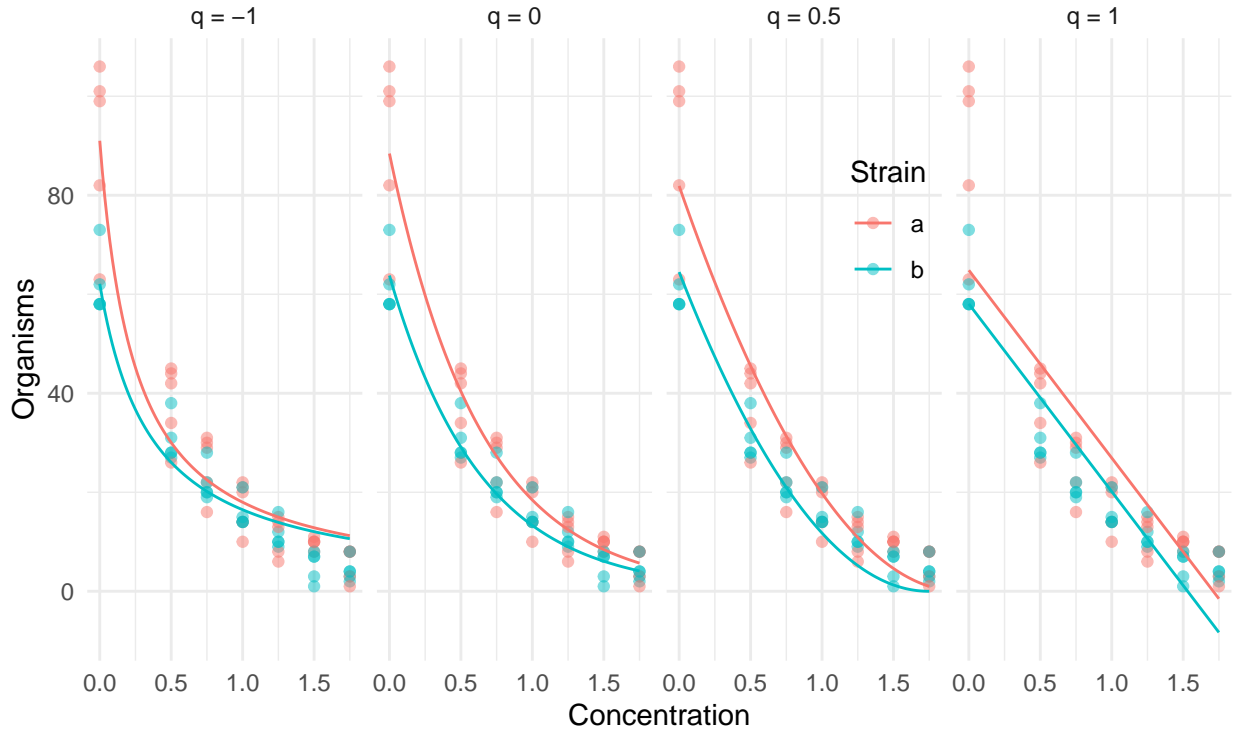 q = −1
q = 0
q = 0.5
q = 1
Organisms
80
40
0
Strain
a
b
0.0 0.5 1.0 1.5
0.0 0.5 1.0 1.5
0.0 0.5 1.0 1.5
0.0 0.5 1.0 1.5
Concentration